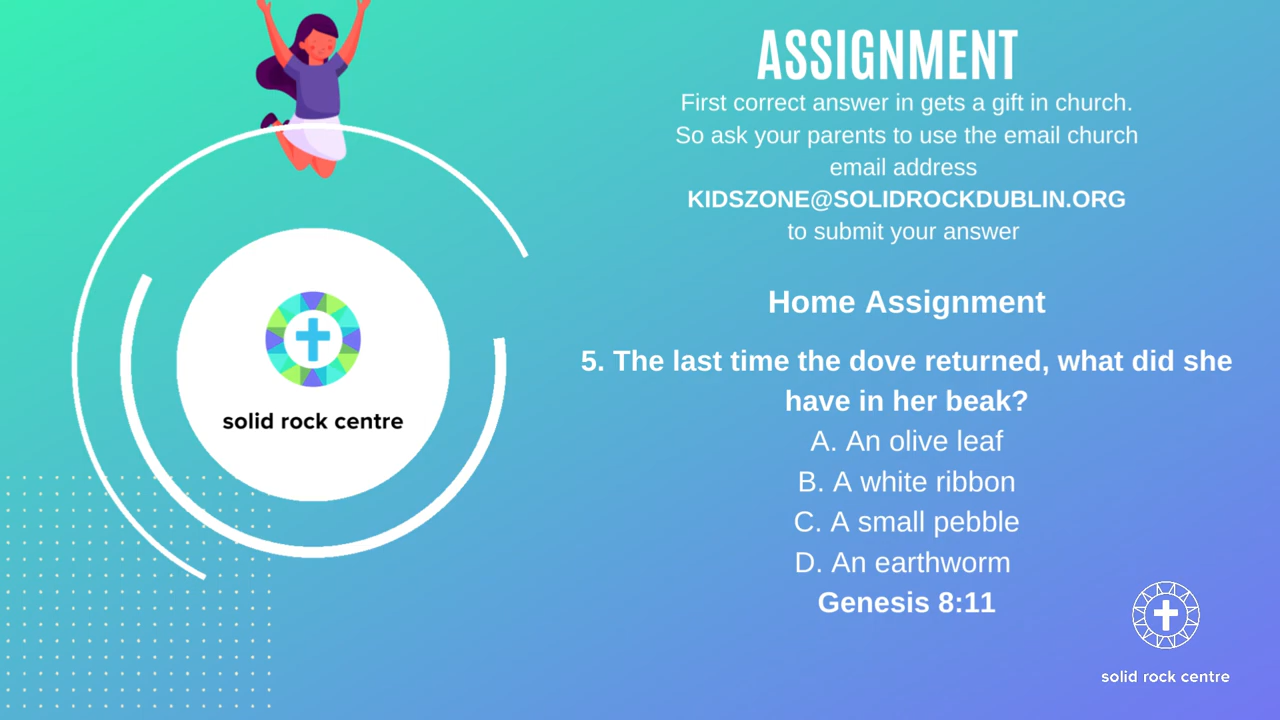 ASSIGNMENT
First correct answer in gets a gift in church.
So ask your parents to use the email church
email address
KIDSZONE@SOLIDROCKDUBLIN.ORG
to submit your answer
Home Assignment
5. The last time the dove returned, what did she
have in her beak?
A. An olive leaf
B. A white ribbon
C. A small pebble
D. An earthworm
Genesis 8:11
solid rock centre
solid rock centre